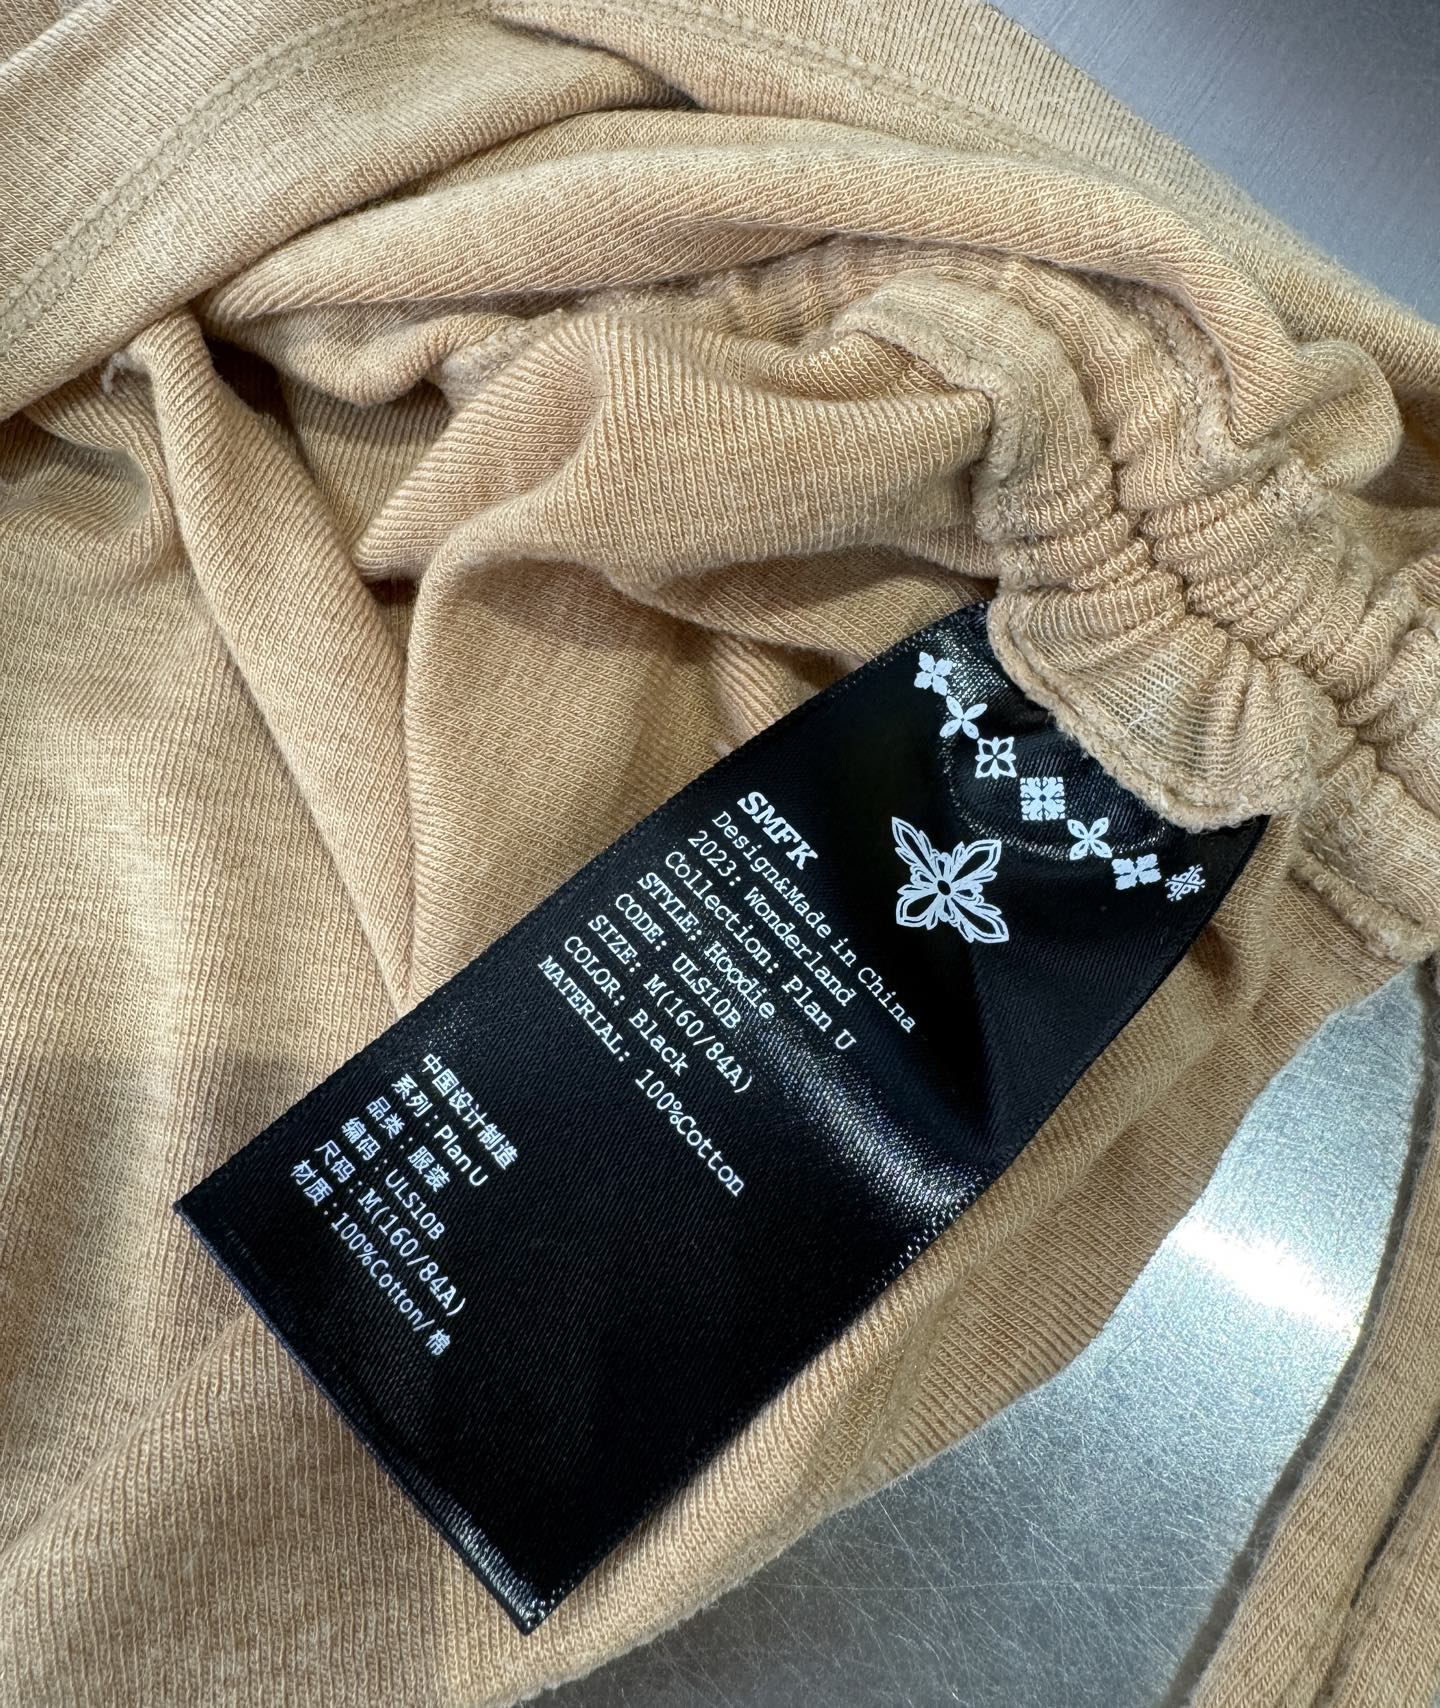 SMFK
Design&Made in China
2023: Wonderland
Collection: Plan U
STYLE: Hoodie
CODE: ULS10B
SIZE: M(160/84A)
COLOR: Black
MATERIAL: 100%Cotton
中国设计制造
系列：Plan U
品类：服装
编码：ULS10B
尺码：M(160/84A)
材质：100%Cotton/棉